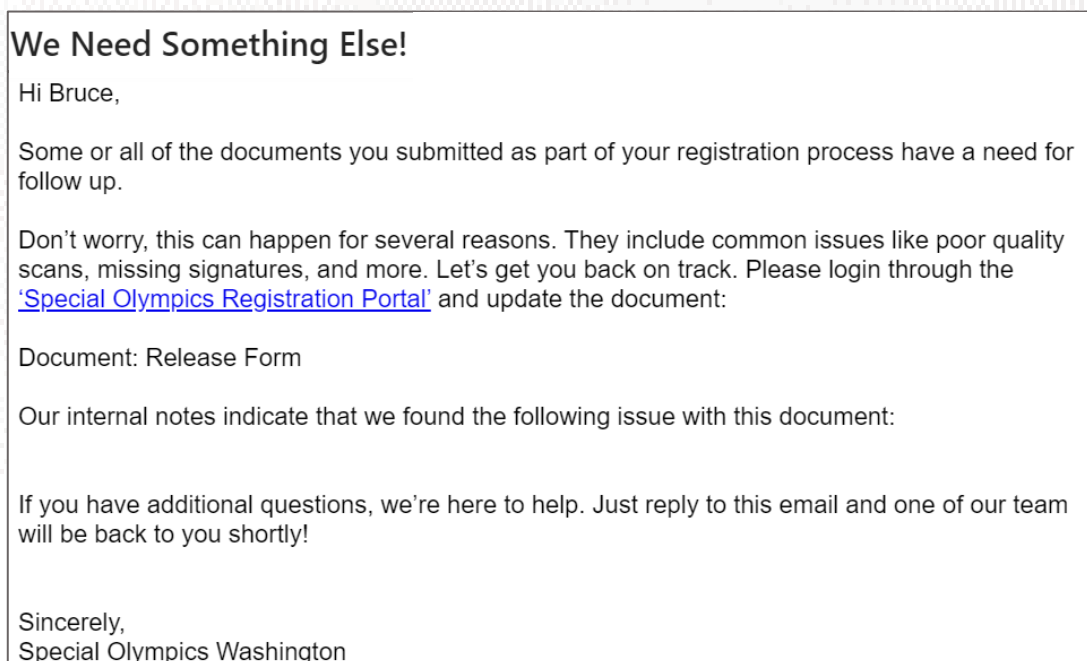 We Need Something Else!
Hi Bruce,
Some or all of the documents you submitted as part of your registration process have a need for
follow up.
Don’t worry, this can happen for several reasons. They include common issues like poor quality
scans, missing signatures, and more. Let’s get you back on track. Please login through the
‘Special Olympics Registration Portal’ and update the document:
Document: Release Form
Our internal notes indicate that we found the following issue with this document:
If you have additional questions, we’re here to help. Just reply to this email and one of our team
will be back to you shortly!
Sincerely,
Special Olympics Washington